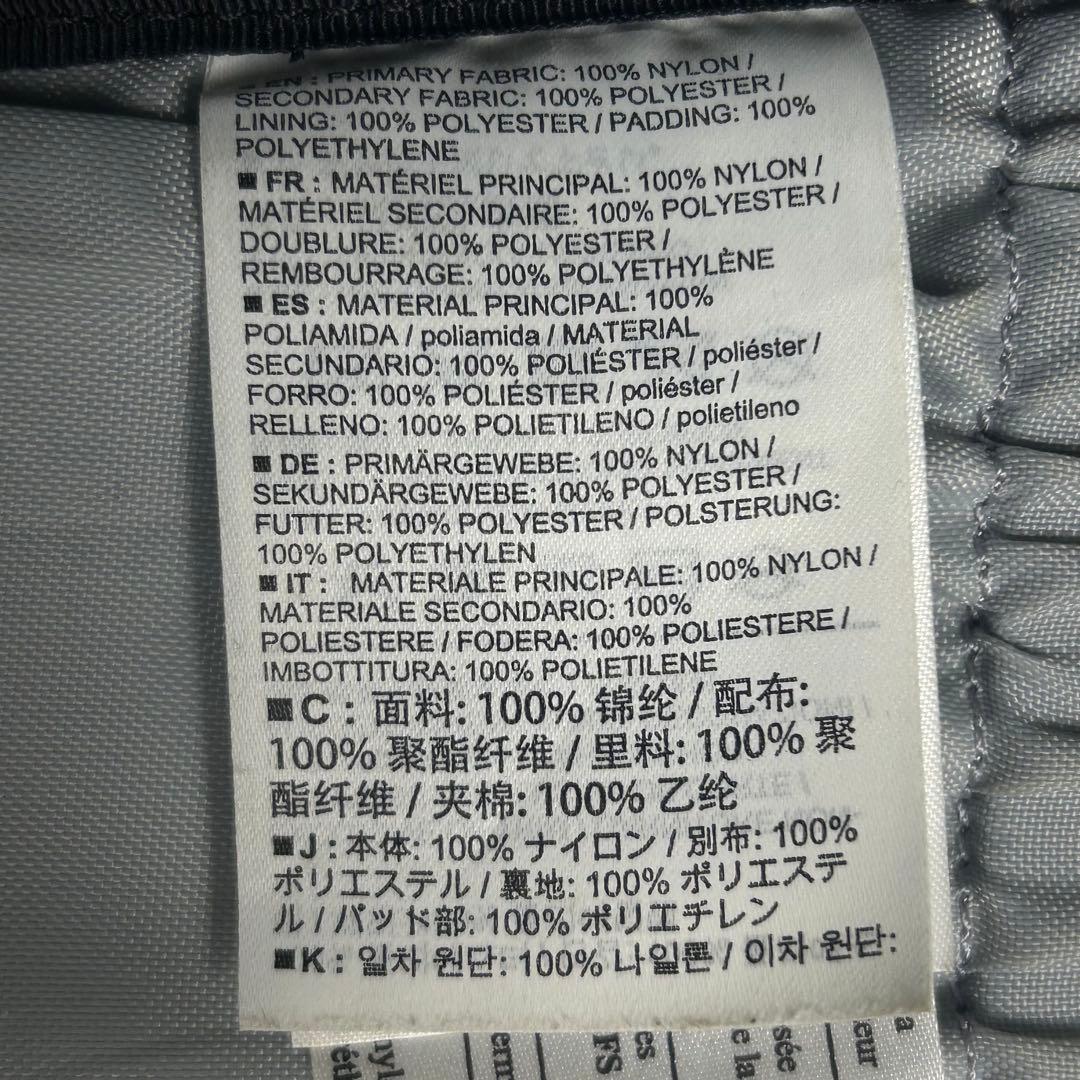 EN : PRIMARY FABRIC: 100% NYLON /
SECONDARY FABRIC: 100% POLYESTER /
LINING: 100% POLYESTER / PADDING: 100%
POLYETHYLENE
■ FR : MATÉRIEL PRINCIPAL: 100% NYLON /
MATÉRIEL SECONDAIRE: 100% POLYESTER /
DOUBLURE: 100% POLYESTER /
REMBOURRAGE: 100% POLYETHYLÈNE
■ ES : MATERIAL PRINCIPAL: 100%
POLIAMIDA / poliamida / MATERIAL
SECUNDARIO: 100% POLIÉSTER / poliéster /
FORRO: 100% POLIÉSTER / poliéster /
RELLENO: 100% POLIETILENO / polietileno
■ DE : PRIMÄRGEWEBE: 100% NYLON /
SEKUNDÄRGEWEBE: 100% POLYESTER /
FUTTER: 100% POLYESTER / POLSTERUNG:
100% POLYETHYLEN
■ IT : MATERIALE PRINCIPALE: 100% NYLON /
MATERIALE SECONDARIO: 100%
POLIESTERE / FODERA: 100% POLIESTERE /
IMBOTTITURA: 100% POLIETILENE
■ C : 面料: 100% 锦纶 / 配布:
100% 聚酯纤维 / 里料: 100% 聚
酯纤维 / 夹棉: 100% 乙纶
■ J : 本体: 100% ナイロン / 別布: 100%
ポリエステル / 裏地: 100% ポリエステ
ル / パッド部: 100% ポリエチレン
■ K : 일차 원단: 100% 나일론 / 이차 원단: